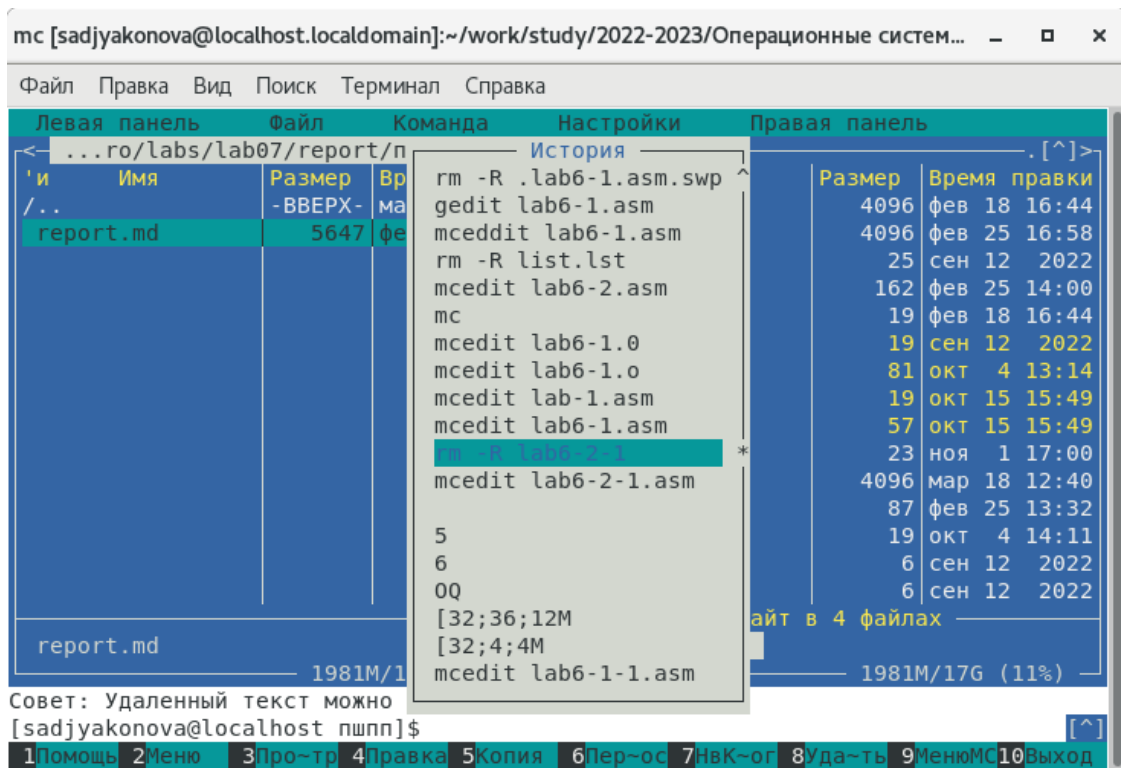 mc [sadjyakonova@localhost.localdomain]:~/work/study/2022-2023/Операционные систем...
Файл Правка Вид Поиск Терминал Справка
Левая панель Файл Команда Настройки Правая панель
<— ...ro/labs/lab07/report/п История .[^]>
'и Имя Размер Вр rm -R .lab6-1.asm.swp ^ Размер Время правки
/.. -ВВЕРХ- ма gedit lab6-1.asm 4096 фев 18 16:44
report.md 5647 фе mceddit lab6-1.asm 4096 фев 25 16:58
rm -R list.lst 25 сен 12 2022
mcedit lab6-2.asm 162 фев 25 14:00
mc 19 фев 18 16:44
mcedit lab6-1.0 19 сен 12 2022
mcedit lab6-1.o 81 окт 4 13:14
mcedit lab-1.asm 19 окт 15 15:49
mcedit lab6-1.asm 57 окт 15 15:49
rm -R lab6-2-1 * 23 ноя 1 17:00
mcedit lab6-2-1.asm 4096 мар 18 12:40
87 фев 25 13:32
5 19 окт 4 14:11
6 6 сен 12 2022
OQ 6 сен 12 2022
[32;36;12M айт в 4 файлах
report.md [32;4;4M
1981M/1 mcedit lab6-1-1.asm 1981M/17G (11%)
Совет: Удаленный текст можно
[sadjyakonova@localhost пшпп]$ [^]
1Помощь 2Меню 3Про~тр 4Правка 5Копия 6Пер~ос 7НвК~ог 8Уда~ть 9МенюМС10Выход